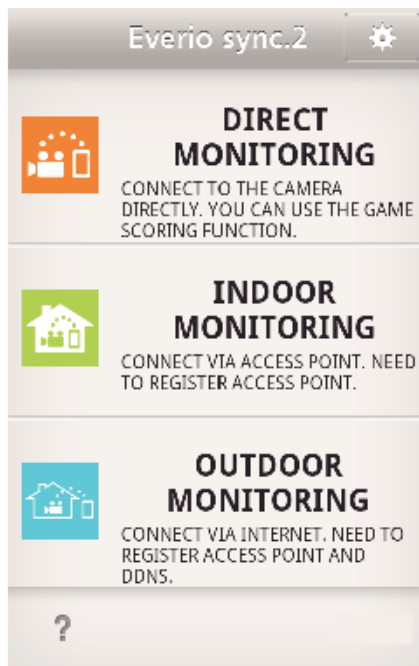 Everio sync.2
DIRECT
MONITORING
CONNECT TO THE CAMERA
DIRECTLY. YOU CAN USE THE GAME
SCORING FUNCTION.
INDOOR
MONITORING
CONNECT VIA ACCESS POINT. NEED
TO REGISTER ACCESS POINT.
OUTDOOR
MONITORING
CONNECT VIA INTERNET. NEED TO
REGISTER ACCESS POINT AND
DDNS.
?